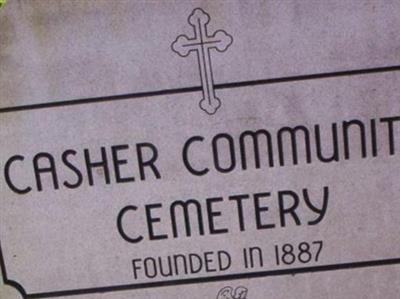 CASHER COMMUNIT
CEMETERY
FOUNDED IN 1887